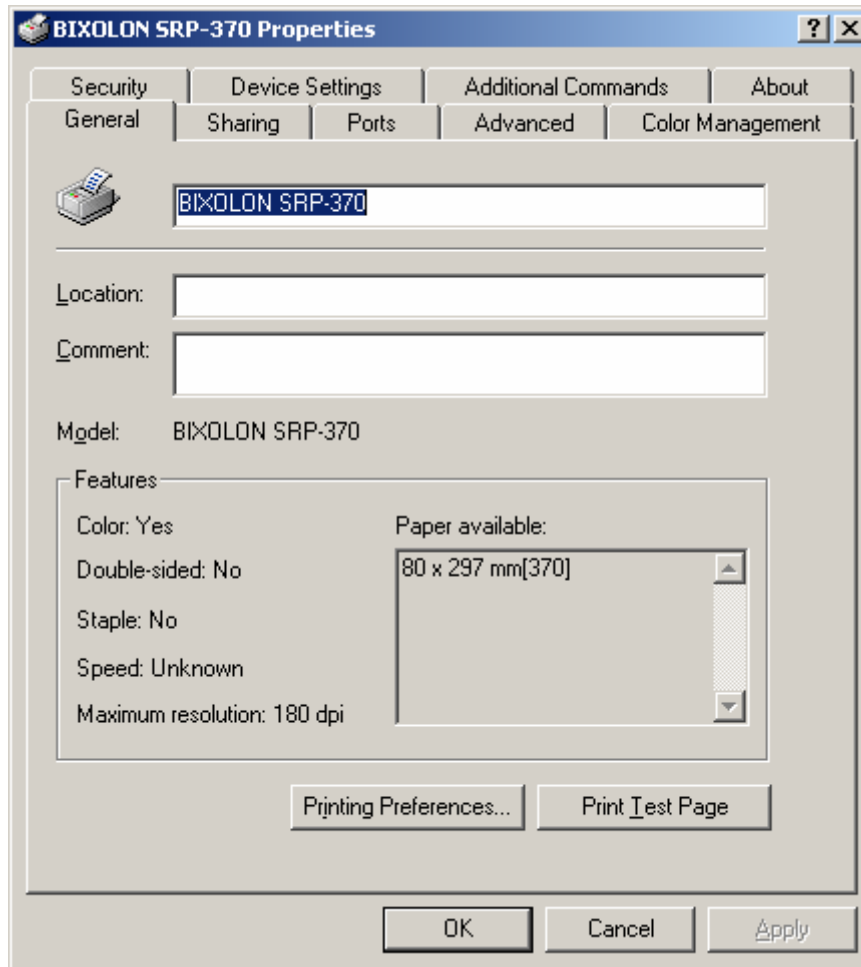 BIXOLON SRP-370 Properties
Security Device Settings Additional Commands About
General Sharing Ports Advanced Color Management
BIXOLON SRP-370
Location:
Comment:
Model: BIXOLON SRP-370
Features
Color: Yes Paper available:
Double-sided: No 80 x 297 mm[370]
Staple: No
Speed: Unknown
Maximum resolution: 180 dpi
Printing Preferences... Print Test Page
OK Cancel Apply